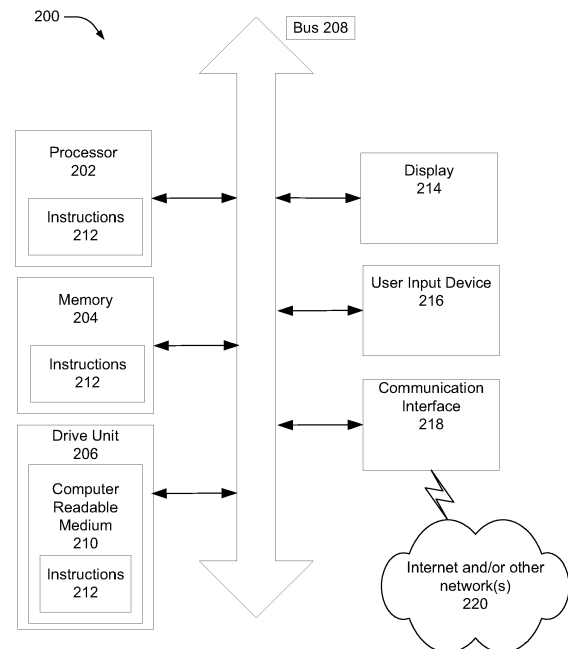 200
Bus 208
Processor
202
Instructions
212
Memory
204
Instructions
212
Drive Unit
206
Computer
Readable
Medium
210
Instructions
212
Display
214
User Input Device
216
Communication
Interface
218
Internet and/or other
network(s)
220